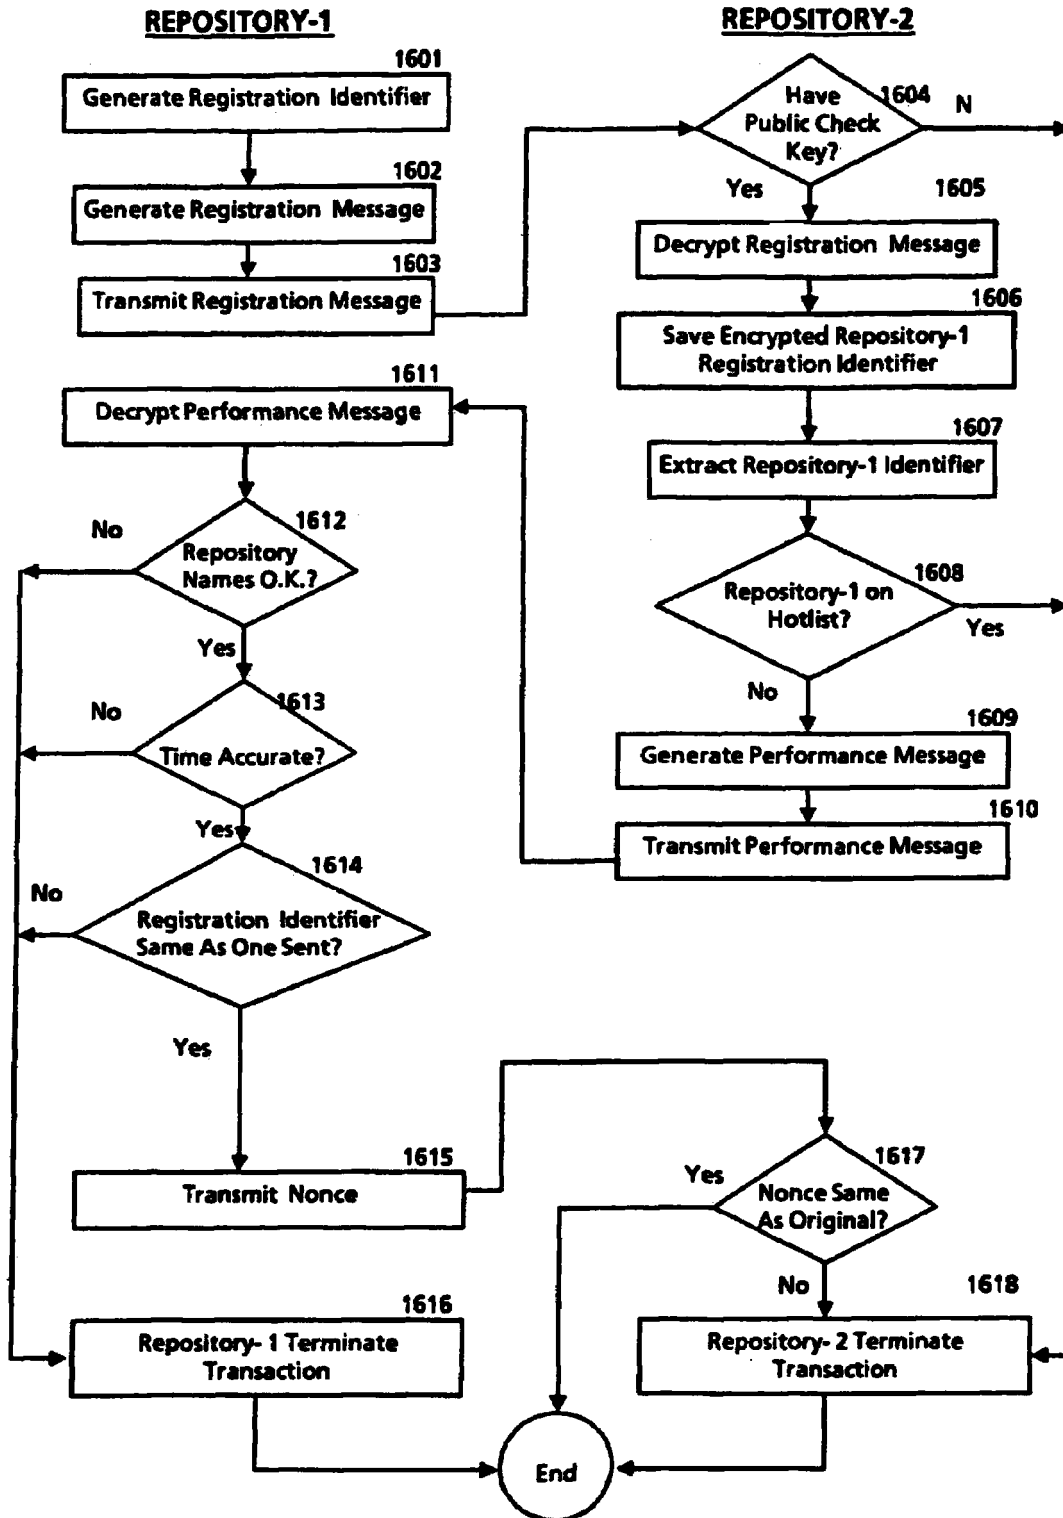 REPOSITORY-1
1601
Generate Registration Identifier
1602
Generate Registration Message
1603
Transmit Registration Message
1611
Decrypt Performance Message
1612
Repository
Names O.K.?
No
Yes
1613
Time Accurate?
No
Yes
1614
Registration Identifier
Same As One Sent?
No
Yes
1615
Transmit Nonce
1616
Repository- 1 Terminate
Transaction
REPOSITORY-2
1604
Have
Public Check
Key?
N
Yes
1605
Decrypt Registration Message
1606
Save Encrypted Repository-1
Registration Identifier
1607
Extract Repository-1 Identifier
1608
Repository-1 on
Hotlist?
Yes
No
1609
Generate Performance Message
1610
Transmit Performance Message
1617
Nonce Same
As Original?
Yes
No
1618
Repository- 2 Terminate
Transaction
End